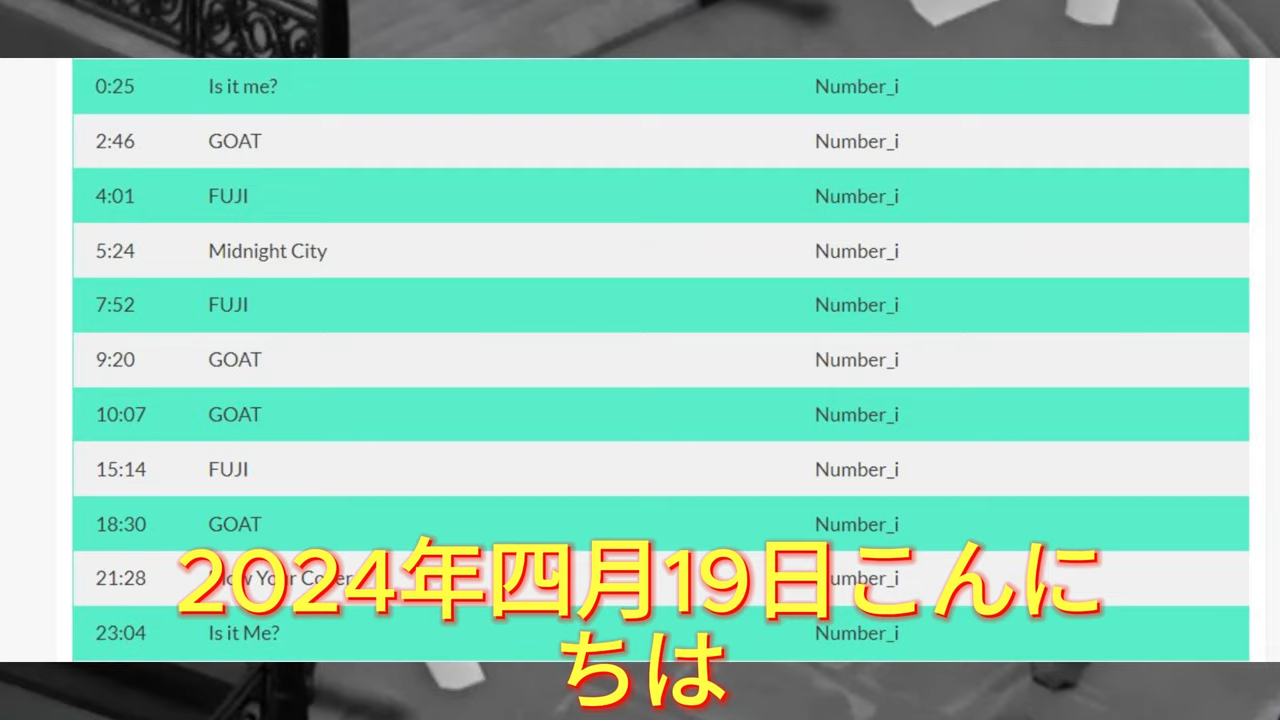 0:25 Is it me? Number_i
2:46 GOAT Number_i
4:01 FUJI Number_i
5:24 Midnight City Number_i
7:52 FUJI Number_i
9:20 GOAT Number_i
10:07 GOAT Number_i
15:14 FUJI Number_i
18:30 GOAT Number_i
21:28 Your Number_i
23:04 Is it Me? Number_i
2024年四月19日こんに
ちは